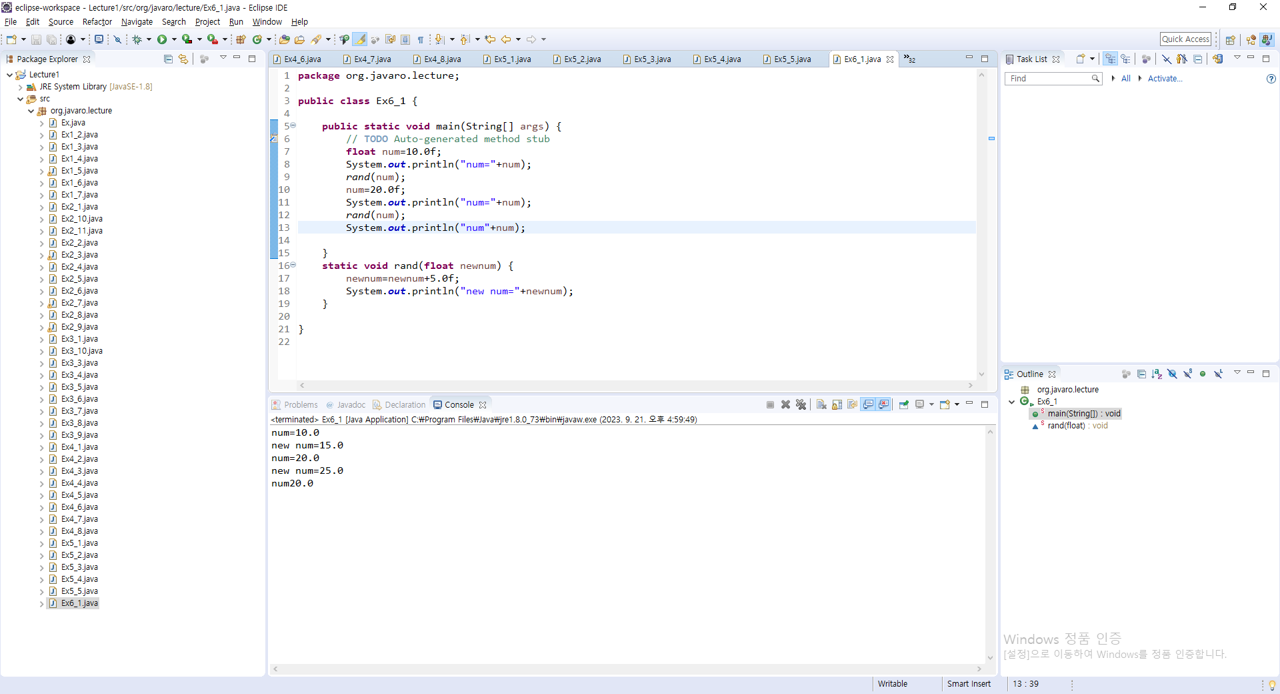 eclipse-workspace - Lecture1/src/org/javaro/lecture/Ex6_1.java - Eclipse IDE
File Edit Source Refactor Navigate Search Project Run Window Help
Quick Access
Package Explorer
Lecture1
JRE System Library [JavaSE-1.8]
src
org.javaro.lecture
Ex.java
Ex1_2.java
Ex1_3.java
Ex1_4.java
Ex1_5.java
Ex1_6.java
Ex1_7.java
Ex2_1.java
Ex2_10.java
Ex2_11.java
Ex2_2.java
Ex2_3.java
Ex2_4.java
Ex2_5.java
Ex2_6.java
Ex2_7.java
Ex2_8.java
Ex2_9.java
Ex3_1.java
Ex3_10.java
Ex3_3.java
Ex3_4.java
Ex3_5.java
Ex3_6.java
Ex3_7.java
Ex3_8.java
Ex3_9.java
Ex4_1.java
Ex4_2.java
Ex4_3.java
Ex4_4.java
Ex4_5.java
Ex4_6.java
Ex4_7.java
Ex4_8.java
Ex5_1.java
Ex5_2.java
Ex5_3.java
Ex5_4.java
Ex5_5.java
Ex6_1.java
Ex4_6.java Ex4_7.java Ex4_8.java Ex5_1.java Ex5_2.java Ex5_3.java Ex5_4.java Ex5_5.java Ex6_1.java »32
1 package org.javaro.lecture;
2
3 public class Ex6_1 {
4
5 public static void main(String[] args) {
6 // TODO Auto-generated method stub
7 float num=10.0f;
8 System.out.println("num="+num);
9 rand(num);
10 num=20.0f;
11 System.out.println("num="+num);
12 rand(num);
13 System.out.println("num"+num);
14
15 }
16 static void rand(float newnum) {
17 newnum=newnum+5.0f;
18 System.out.println("new num="+newnum);
19 }
20
21 }
22
Problems Javadoc Declaration Console
<terminated> Ex6_1 [Java Application] C:₩Program Files₩Java₩jre1.8.0_73₩bin₩javaw.exe (2023. 9. 21. 오후 4:59:49)
num=10.0
new num=15.0
num=20.0
new num=25.0
num20.0
Task List
Find All Activate...
Outline
org.javaro.lecture
Ex6_1
main(String[]) : void
rand(float) : void
Windows 정품 인증
[설정]으로 이동하여 Windows를 정품 인증합니다.
Writable Smart Insert 13 : 39